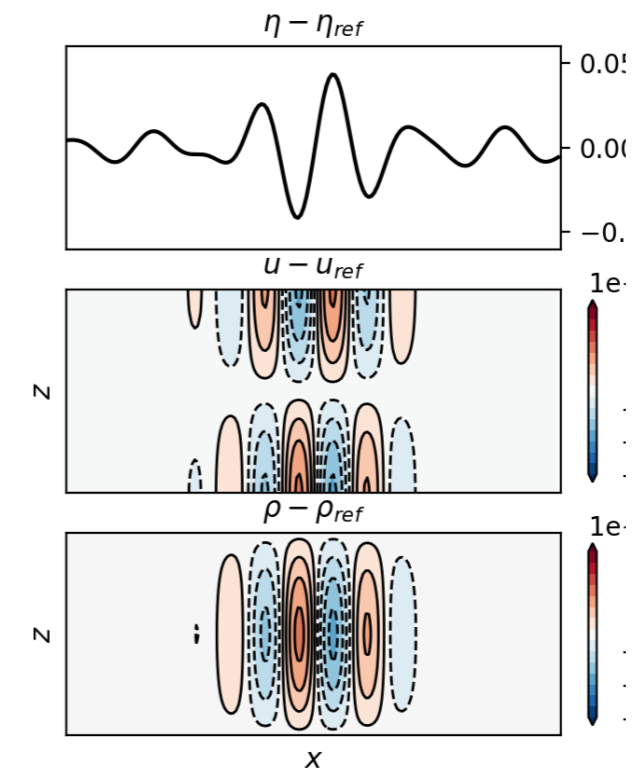 η − η_ref
0.05
0.00
−0.
u − u_ref
1e-
z
ρ − ρ_ref
1e-
z
x